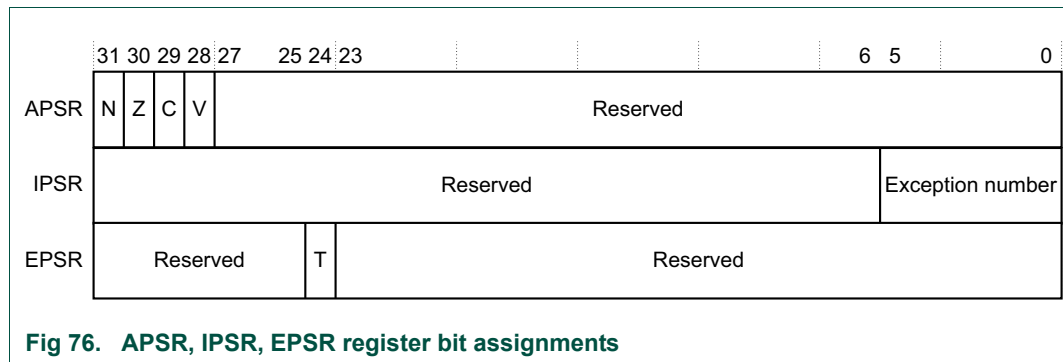 31 30 29 28 27 25 24 23 6 5 0
APSR N Z C V Reserved
IPSR Reserved Exception number
EPSR Reserved T Reserved
Fig 76. APSR, IPSR, EPSR register bit assignments